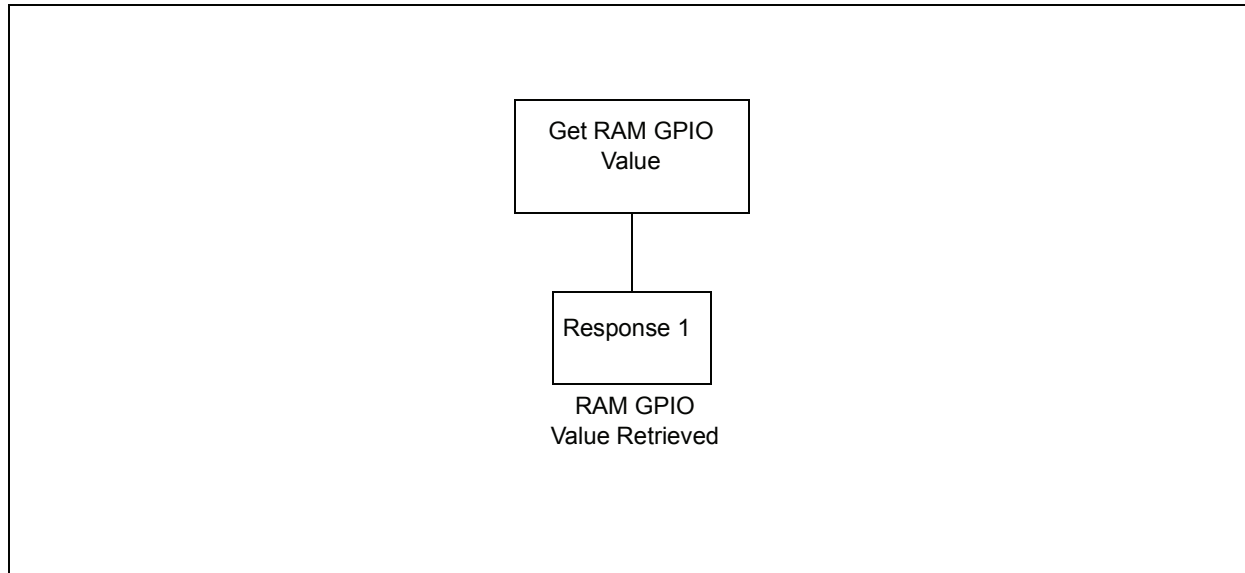 Get RAM GPIO
Value
Response 1
RAM GPIO
Value Retrieved